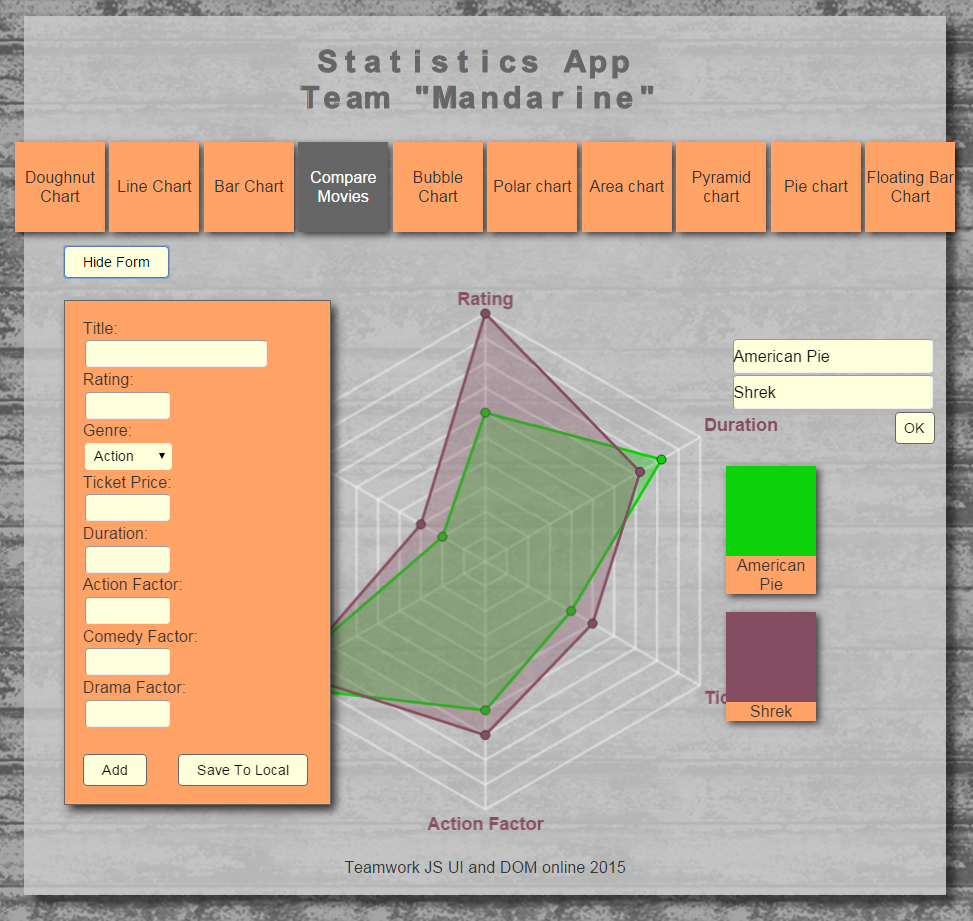 Statistics App
Team "Mandarine"
Doughnut
Chart
Line Chart
Bar Chart
Compare
Movies
Bubble
Chart
Polar chart
Area chart
Pyramid
chart
Pie chart
Floating Bar
Chart
Hide Form
Title:
Rating:
Genre:
Action
Ticket Price:
Duration:
Action Factor:
Comedy Factor:
Drama Factor:
Add
Save To Local
Rating
Duration
Action Factor
American Pie
Shrek
OK
American
Pie
Shrek
Teamwork JS UI and DOM online 2015